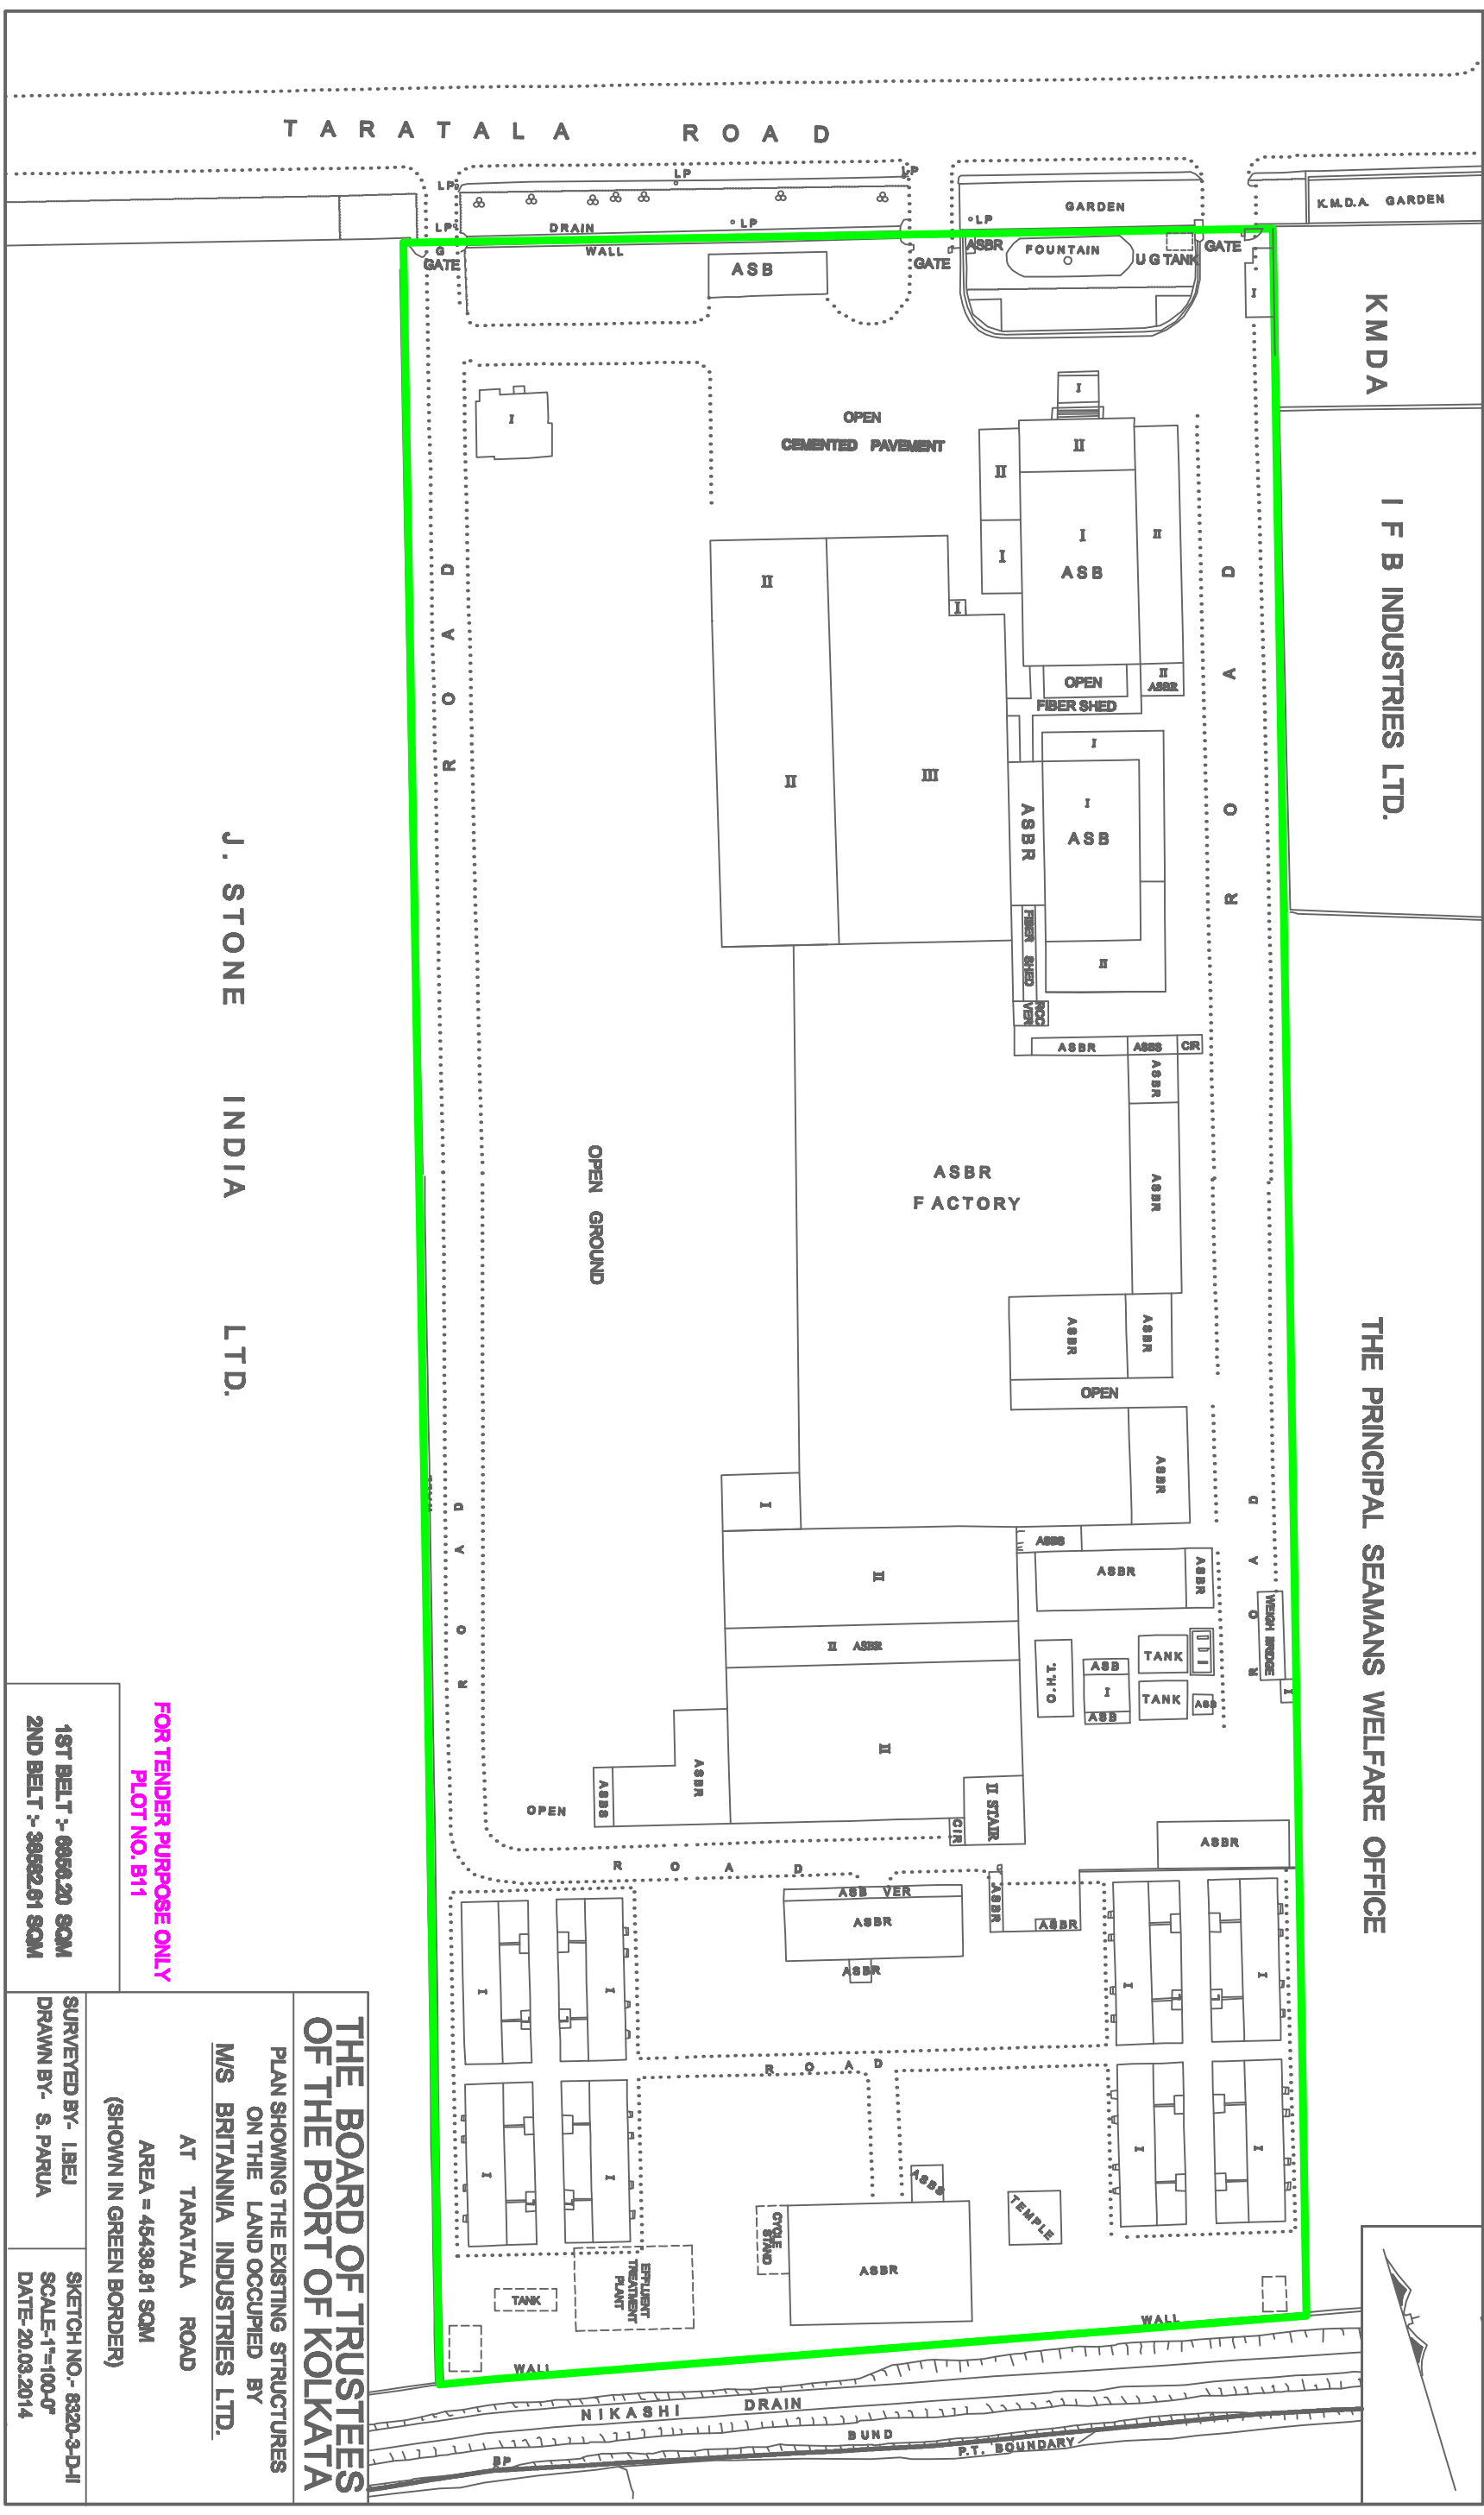 TARATALA ROAD
LP
LP
LP
LP
DRAIN
LP
LP
GARDEN
K.M.D.A. GARDEN
G
GATE
WALL
ASB
GATE
ASBR
FOUNTAIN
U G TANK
GATE
I
KMDA
I
OPEN
CEMENTED PAVEMENT
I
II
II
I
I
ASB
II
II
ASBR
I F B INDUSTRIES LTD.
ROAD
ROAD
II
II
III
I
OPEN
FIBER SHED
I
I
ASB
ASBR
II
FIBER SHED
RCC
VER
ASBR
ASBS
CIR
ASBR
ASBR
J. STONE INDIA LTD.
OPEN GROUND
ASBR
FACTORY
ASBR
ASBR
OPEN
ASBR
THE PRINCIPAL SEAMANS WELFARE OFFICE
I
ASBS
ASBR
ASBR
II
II ASBR
II
ROAD
ROAD
WEIGH BRIDGE
I
O.H.T.
ASB
I
ASB
TANK
TANK
ASB
ASBR
ASBS
OPEN
II STAIR
CIR
ASBR
ROAD
ASB VER
ASBR
ASBR
ASBR
ASBR
I
I
I
I
ROAD
I
I
I
I
ASBS
TEMPLE
CYCLE
STAND
ASBR
EFFLUENT
TREATMENT
PLANT
TANK
WALL
WALL
NIKASHI DRAIN
BUND
BP
P.T. BOUNDARY
FOR TENDER PURPOSE ONLY
PLOT NO. B11
1ST BELT :- 6656.20 SQM
2ND BELT :- 38582.61 SQM
THE BOARD OF TRUSTEES
OF THE PORT OF KOLKATA
PLAN SHOWING THE EXISTING STRUCTURES
ON THE LAND OCCUPIED BY
M/S BRITANNIA INDUSTRIES LTD.
AT TARATALA ROAD
AREA = 45438.81 SQM
(SHOWN IN GREEN BORDER)
SURVEYED BY- I.BEJ
DRAWN BY- S. PARUA
SKETCH NO.- 8320-3-D-II
SCALE-1"=100-0"
DATE- 20.03.2014